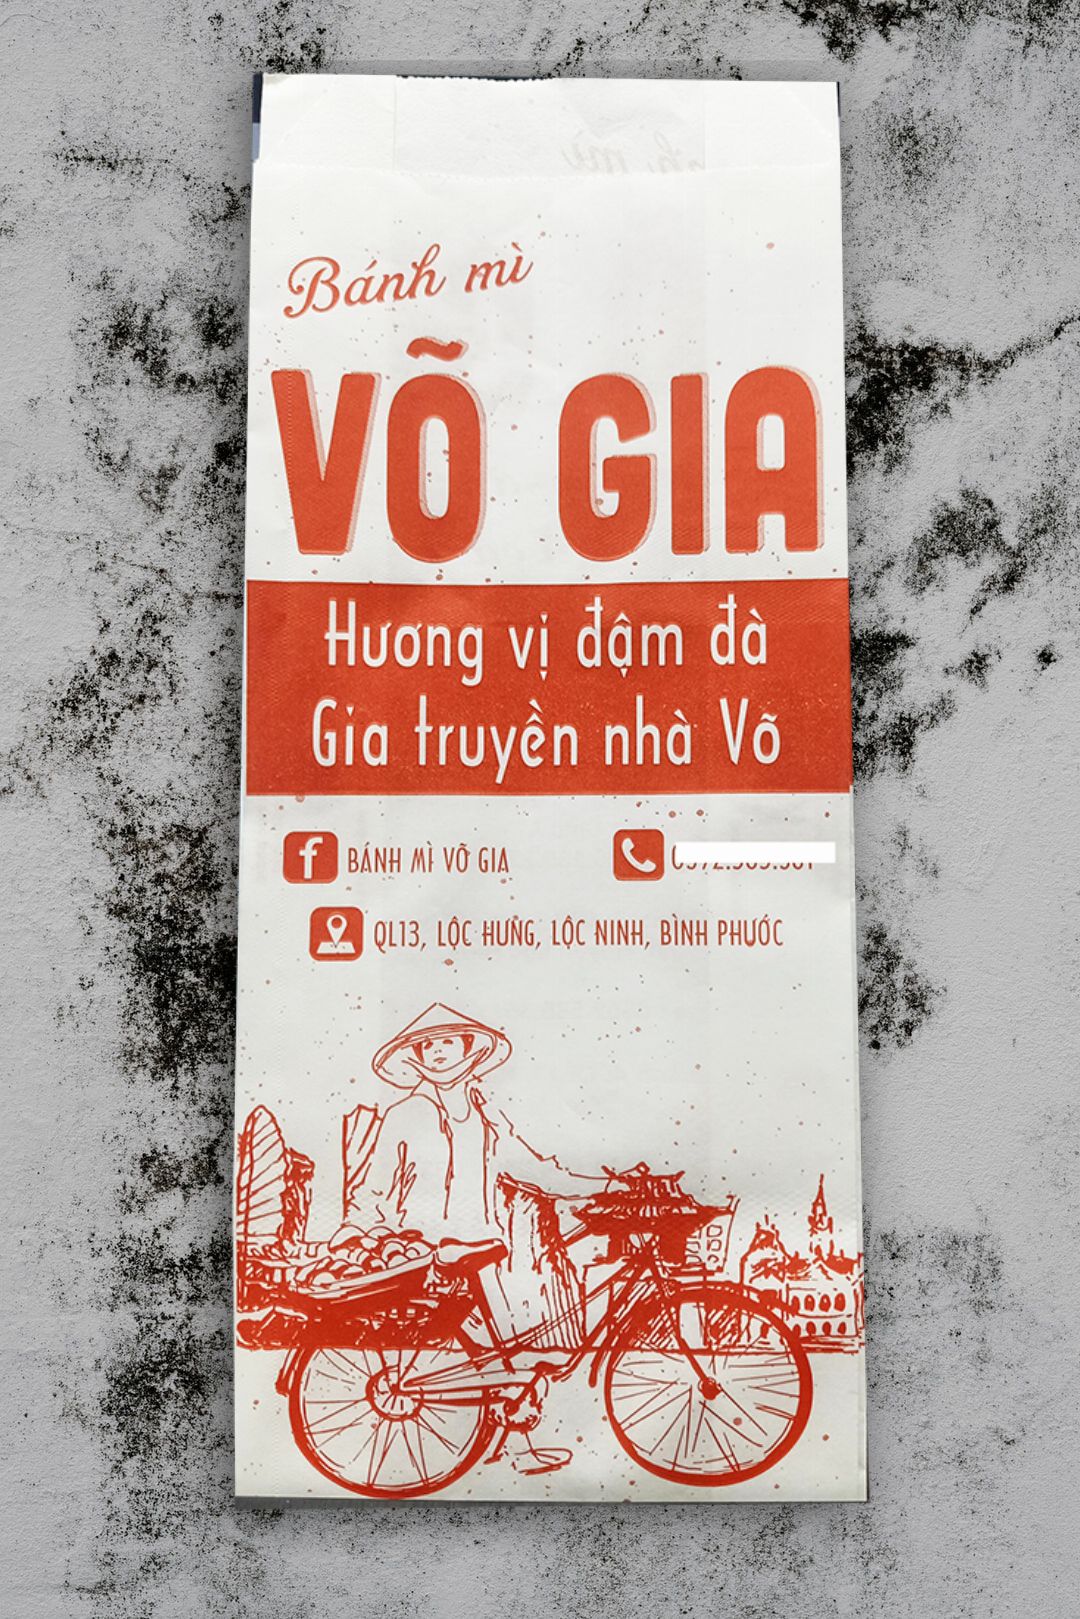 Bánh mì
VÕ GIA
Hương vị đậm đà
Gia truyền nhà Võ
BÁNH MÌ VÕ GIA
QL13, LỘC HƯNG, LỘC NINH, BÌNH PHƯỚC